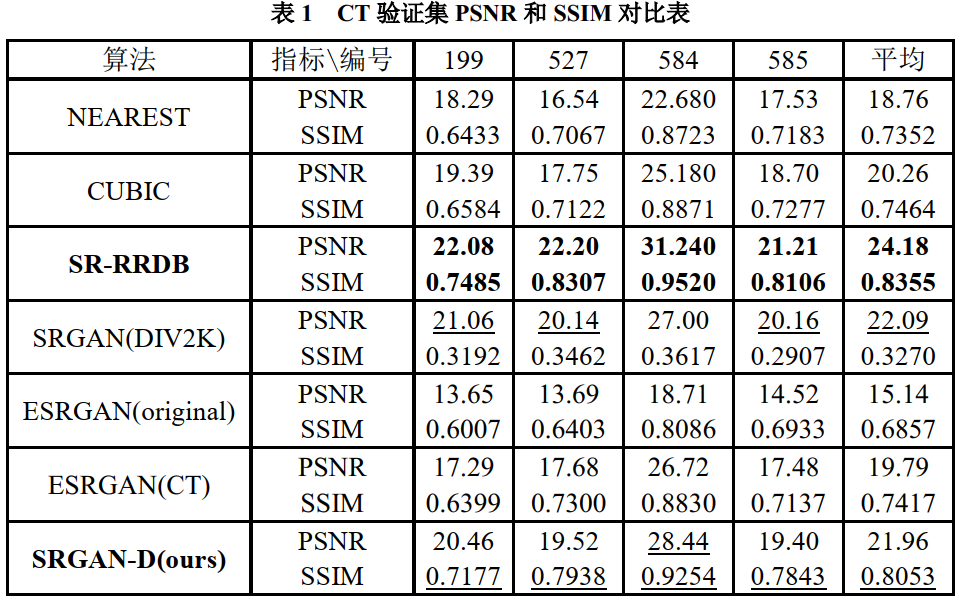 表 1 CT 验证集 PSNR 和 SSIM 对比表
算法 指标\编号 199 527 584 585 平均
NEAREST PSNR 18.29 16.54 22.680 17.53 18.76
SSIM 0.6433 0.7067 0.8723 0.7183 0.7352
CUBIC PSNR 19.39 17.75 25.180 18.70 20.26
SSIM 0.6584 0.7122 0.8871 0.7277 0.7464
SR-RRDB PSNR 22.08 22.20 31.240 21.21 24.18
SSIM 0.7485 0.8307 0.9520 0.8106 0.8355
SRGAN(DIV2K) PSNR 21.06 20.14 27.00 20.16 22.09
SSIM 0.3192 0.3462 0.3617 0.2907 0.3270
ESRGAN(original) PSNR 13.65 13.69 18.71 14.52 15.14
SSIM 0.6007 0.6403 0.8086 0.6933 0.6857
ESRGAN(CT) PSNR 17.29 17.68 26.72 17.48 19.79
SSIM 0.6399 0.7300 0.8830 0.7137 0.7417
SRGAN-D(ours) PSNR 20.46 19.52 28.44 19.40 21.96
SSIM 0.7177 0.7938 0.9254 0.7843 0.8053